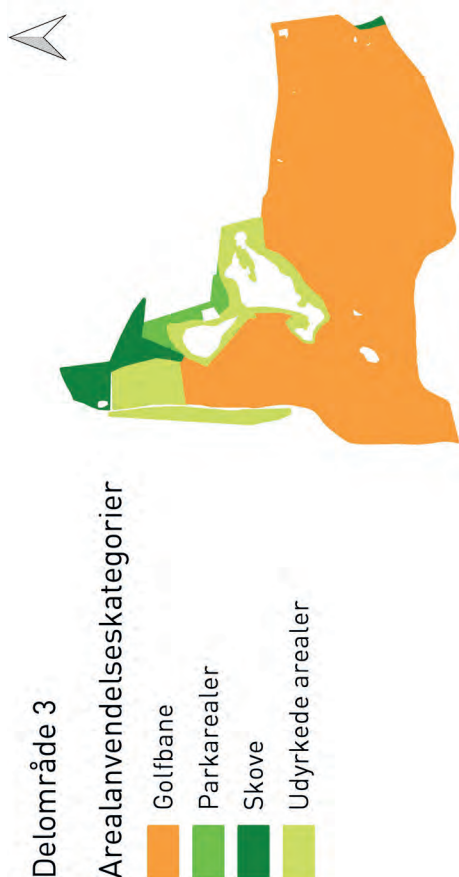 Delområde 3
Arealanvendelseskategorier
Golfbane
Parkarealer
Skove
Udyrkede arealer